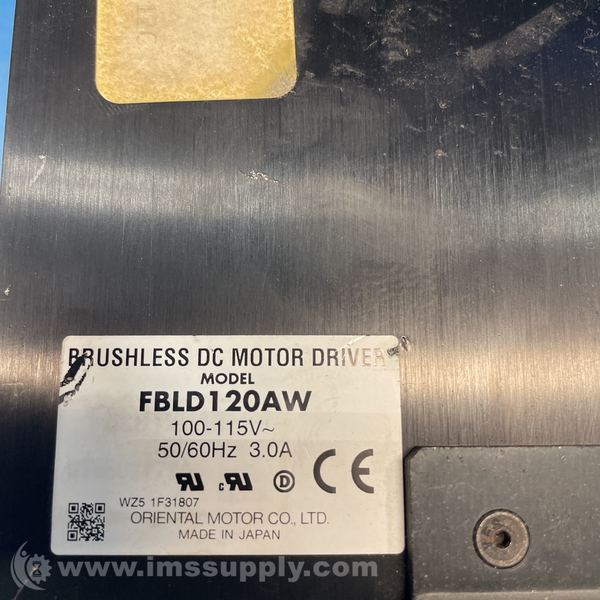 BRUSHLESS DC MOTOR DRIVER
MODEL
FBLD120AW
100-115V~
50/60Hz 3.0A
WZ5 1F31807
ORIENTAL MOTOR CO., LTD.
MADE IN JAPAN
www.imssupply.com